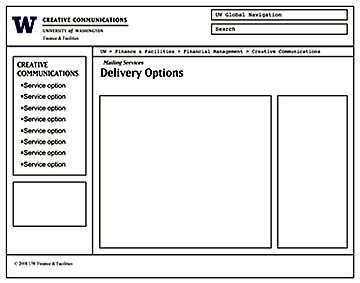 W
CREATIVE COMMUNICATIONS
UNIVERSITY of WASHINGTON
Finance & Facilities
UW Global Navigation
Search
UW > Finance & Facilities > Financial Management > Creative Communications
CREATIVE
COMMUNICATIONS
•Service option
•Service option
•Service option
•Service option
•Service option
•Service option
•Service option
•Service option
Mailing Services
Delivery Options
© 2008 UW Finance & Facilities